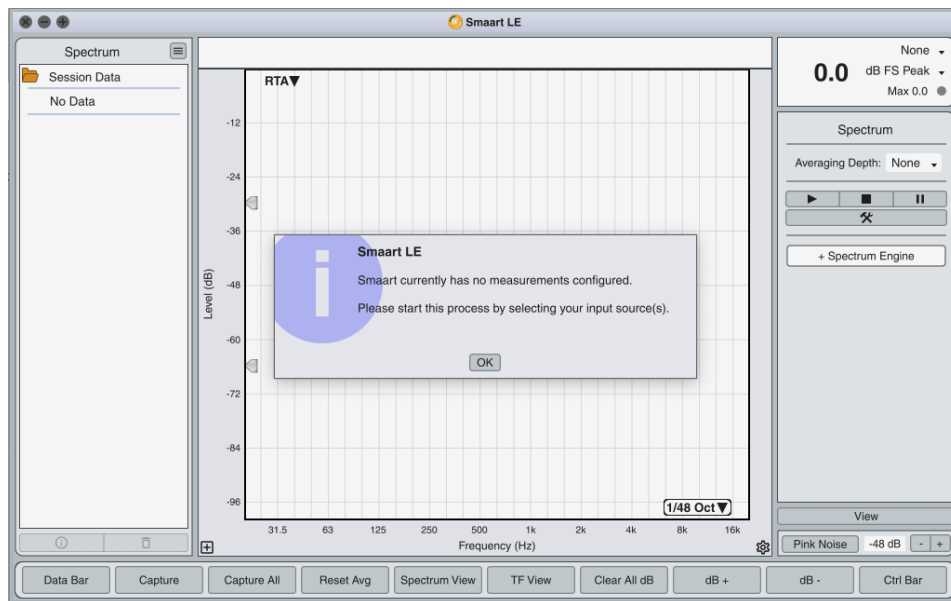 Smaart LE
Spectrum
Session Data
No Data
RTA▼
-12
-24
-36
-48
-60
-72
-84
-96
Level (dB)
31.5 63 125 250 500 1k 2k 4k 8k 16k
Frequency (Hz)
1/48 Oct▼
Smaart LE
Smaart currently has no measurements configured.
Please start this process by selecting your input source(s).
OK
None
0.0 dB FS Peak
Max 0.0
Spectrum
Averaging Depth: None
+ Spectrum Engine
View
Pink Noise -48 dB - +
Data Bar Capture Capture All Reset Avg Spectrum View TF View Clear All dB dB + dB - Ctrl Bar